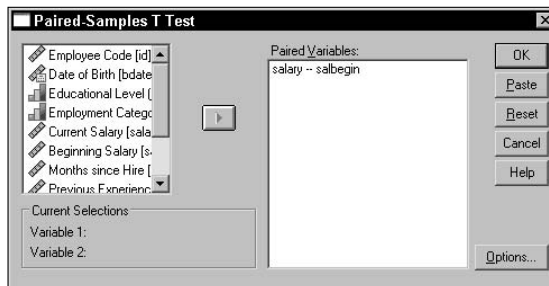 Paired-Samples T Test
Employee Code [id]
Date of Birth [bdate
Educational Level (
Employment Catego
Current Salary [sala
Beginning Salary [s
Months since Hire [
Previous Experienc
Current Selections
Variable 1:
Variable 2:
Paired Variables:
salary -- salbegin
OK
Paste
Reset
Cancel
Help
Options...